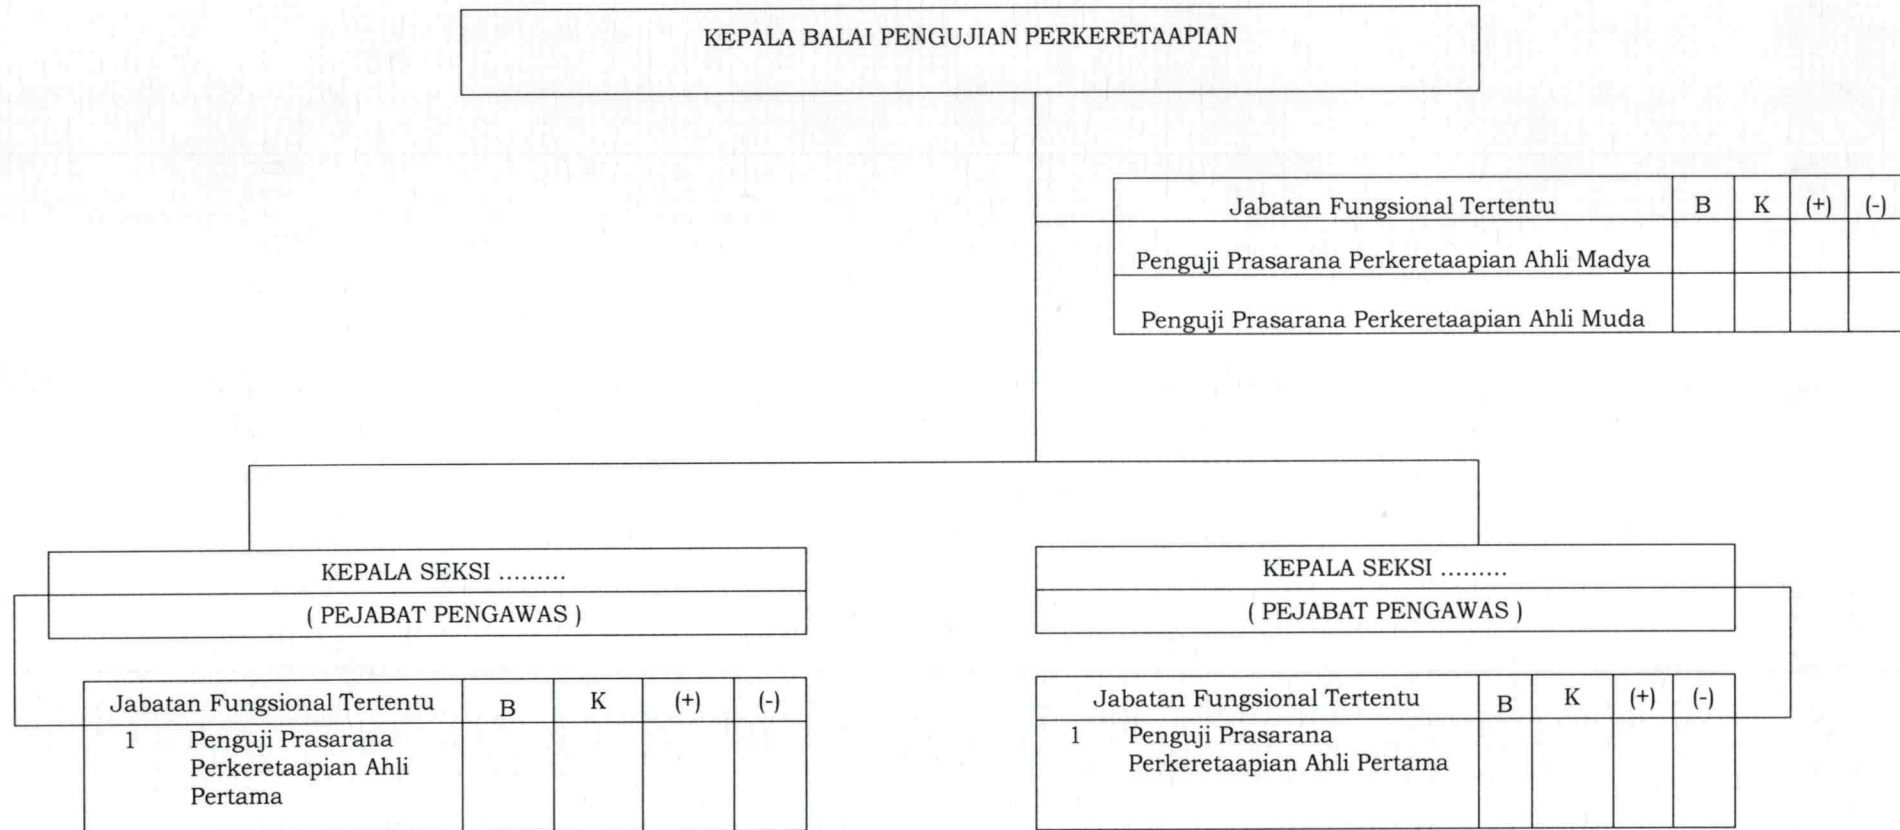 KEPALA BALAI PENGUJIAN PERKERETAAPIAN
Jabatan Fungsional Tertentu B K (+) (-)
Penguji Prasarana Perkeretaapian Ahli Madya
Penguji Prasarana Perkeretaapian Ahli Muda
KEPALA SEKSI .........
( PEJABAT PENGAWAS )
Jabatan Fungsional Tertentu B K (+) (-)
1 Penguji Prasarana
Perkeretaapian Ahli
Pertama
KEPALA SEKSI .........
( PEJABAT PENGAWAS )
Jabatan Fungsional Tertentu B K (+) (-)
1 Penguji Prasarana
Perkeretaapian Ahli Pertama